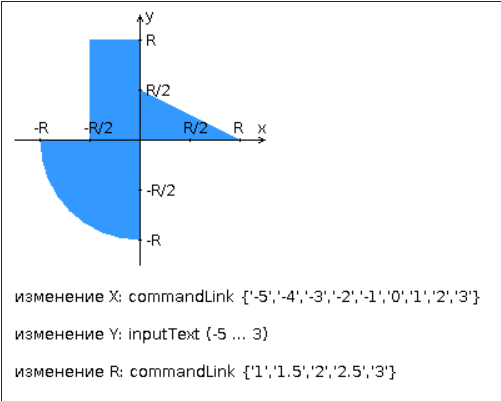 y
R
R/2
-R -R/2 R/2 R x
-R/2
-R
изменение X: commandLink {'-5','-4','-3','-2','-1','0','1','2','3'}
изменение Y: inputText (-5 ... 3)
изменение R: commandLink {'1','1.5','2','2.5','3'}